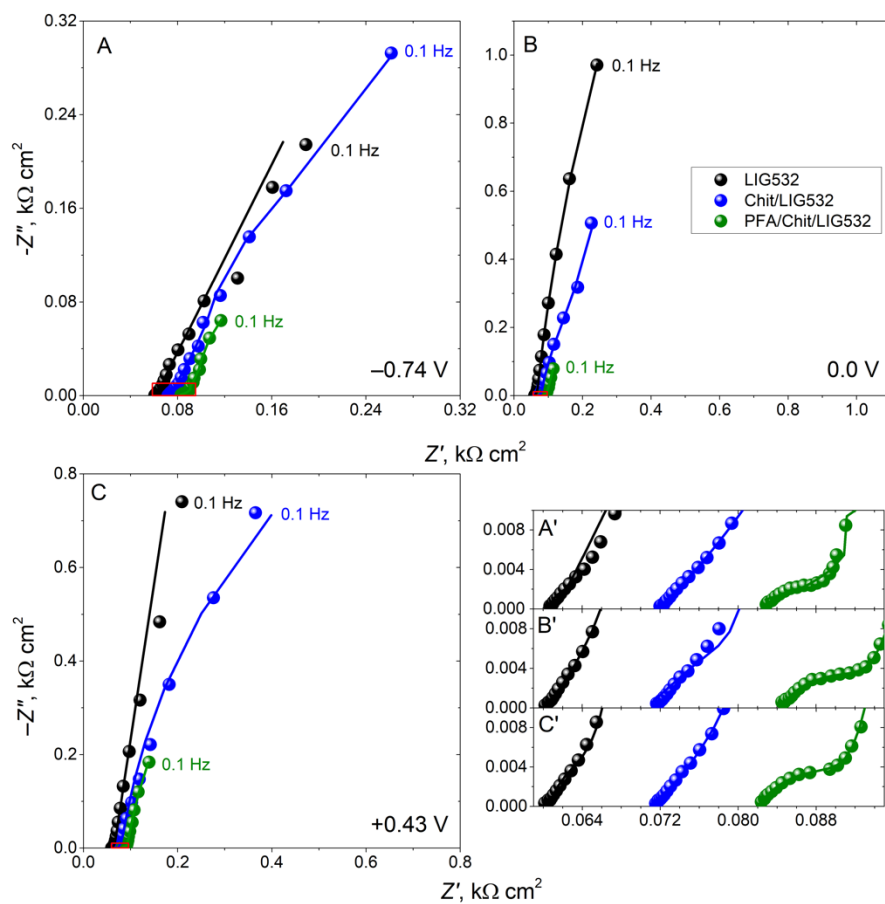 A
0.1 Hz
0.1 Hz
0.1 Hz
–0.74 V
0.32
0.24
0.16
0.08
0.00
-Z″, kΩ cm²
0.00
0.08
0.16
0.24
0.32
B
0.1 Hz
0.1 Hz
0.1 Hz
LIG532
Chit/LIG532
PFA/Chit/LIG532
0.0 V
1.0
0.8
0.6
0.4
0.2
0.0
0.0
0.2
0.4
0.6
0.8
1.0
Z′, kΩ cm²
C
0.1 Hz
0.1 Hz
0.1 Hz
+0.43 V
0.8
0.6
0.4
0.2
0.0
–Z″, kΩ cm²
0.0
0.2
0.4
0.6
0.8
A'
0.008
0.004
0.000
B'
0.008
0.004
0.000
C'
0.008
0.004
0.000
0.064
0.072
0.080
0.088
Z′, kΩ cm²